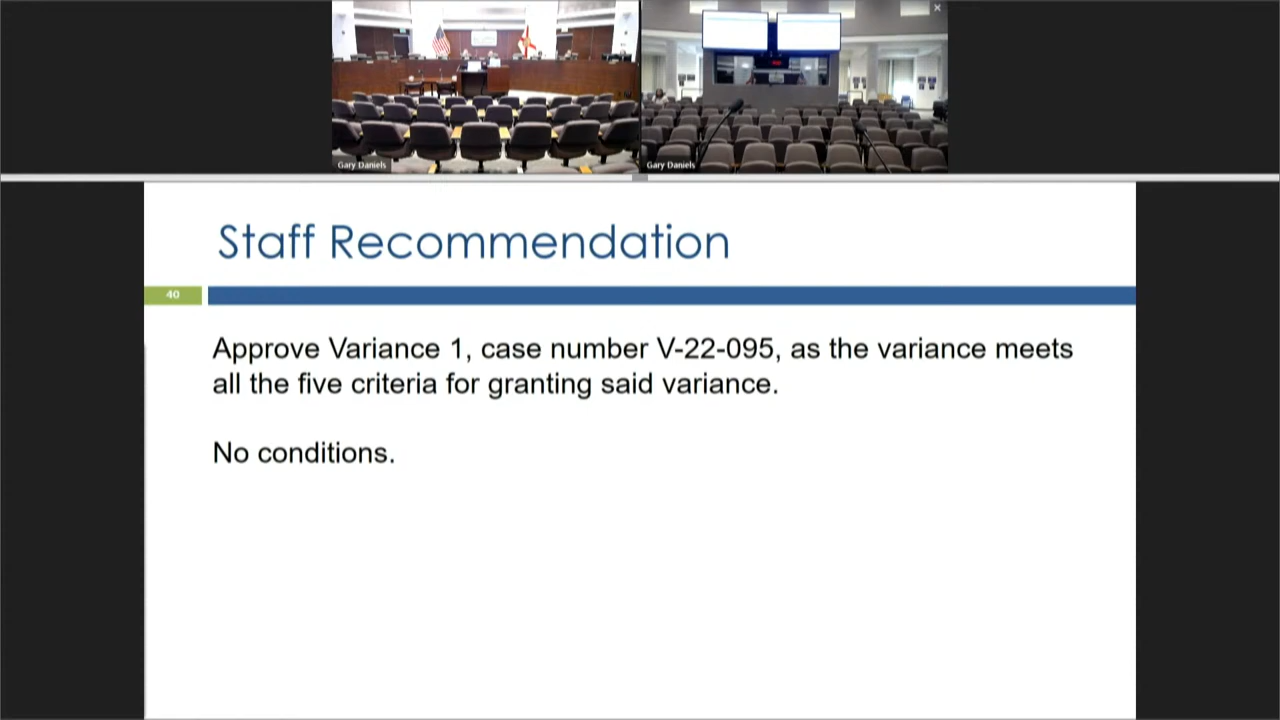 Gary Daniels
Gary Daniels
Staff Recommendation
40
Approve Variance 1, case number V-22-095, as the variance meets
all the five criteria for granting said variance.
No conditions.